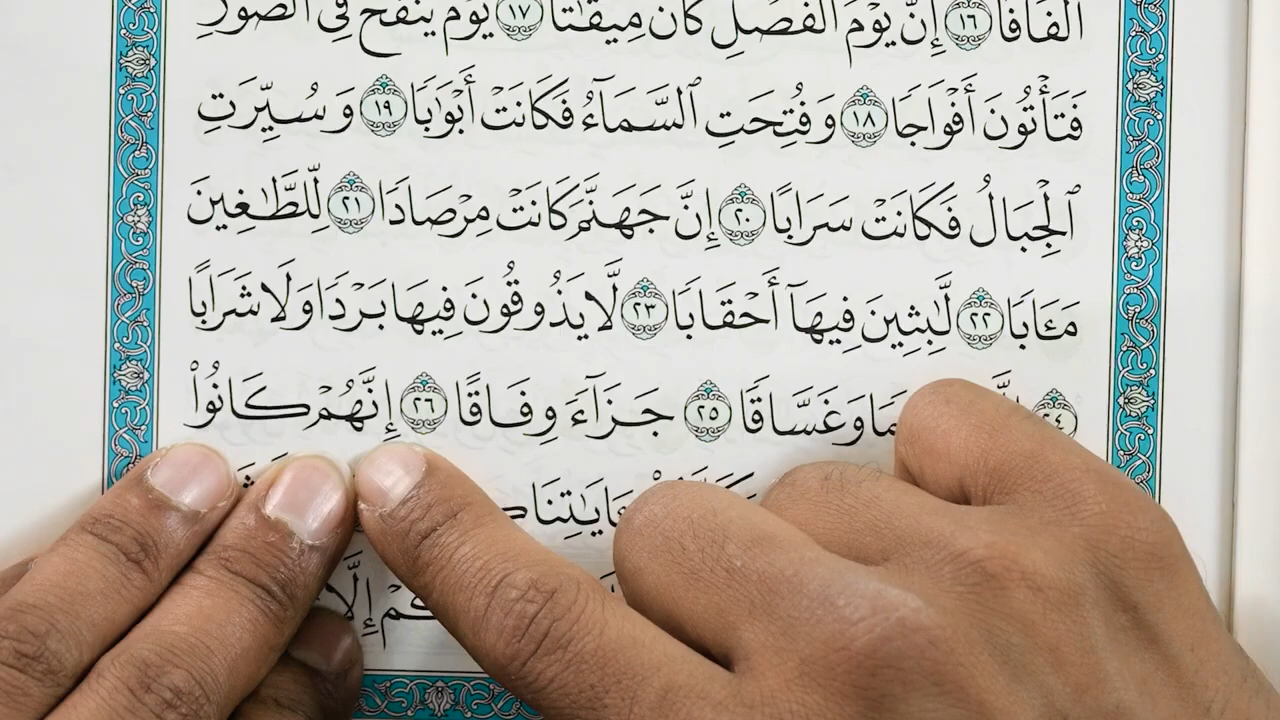 أَلْفَافًا ١٦ إِنَّ يَوْمَ الْفَصْلِ كَانَ مِيقَٰتًا ١٧ يَوْمَ يُنفَخُ فِي الصُّورِ
فَتَأْتُونَ أَفْوَاجًا ١٨ وَفُتِحَتِ ٱلسَّمَآءُ فَكَانَتْ أَبْوَٰبًا ١٩ وَسُيِّرَتِ
ٱلْجِبَالُ فَكَانَتْ سَرَابًا ٢٠ إِنَّ جَهَنَّمَ كَانَتْ مِرْصَادًا ٢١ لِّلطَّٰغِينَ
مَـَٔابًا ٢٢ لَّٰبِثِينَ فِيهَآ أَحْقَابًا ٢٣ لَّا يَذُوقُونَ فِيهَا بَرْدًا وَلَا شَرَابًا
٢٤ وَغَسَّاقًا ٢٥ جَزَآءً وِفَاقًا ٢٦ إِنَّهُمْ كَانُوا۟
بِـَٔايَٰتِنَا
إِلَّا